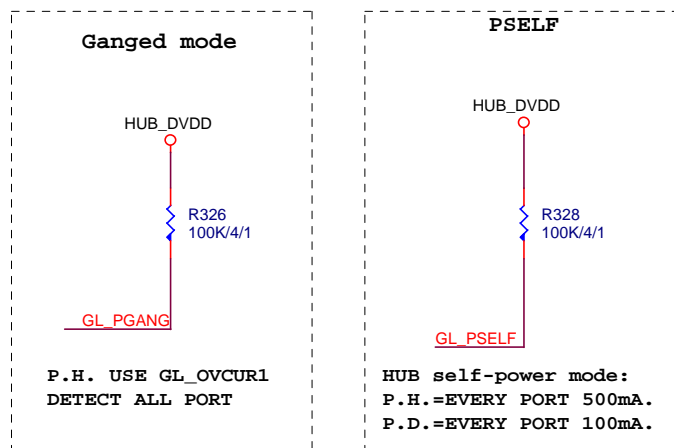 Ganged mode
HUB_DVDD
R326
100K/4/1
GL_PGANG
P.H. USE GL_OVCUR1
DETECT ALL PORT
PSELF
HUB_DVDD
R328
100K/4/1
GL_PSELF
HUB self-power mode:
P.H.=EVERY PORT 500mA.
P.D.=EVERY PORT 100mA.